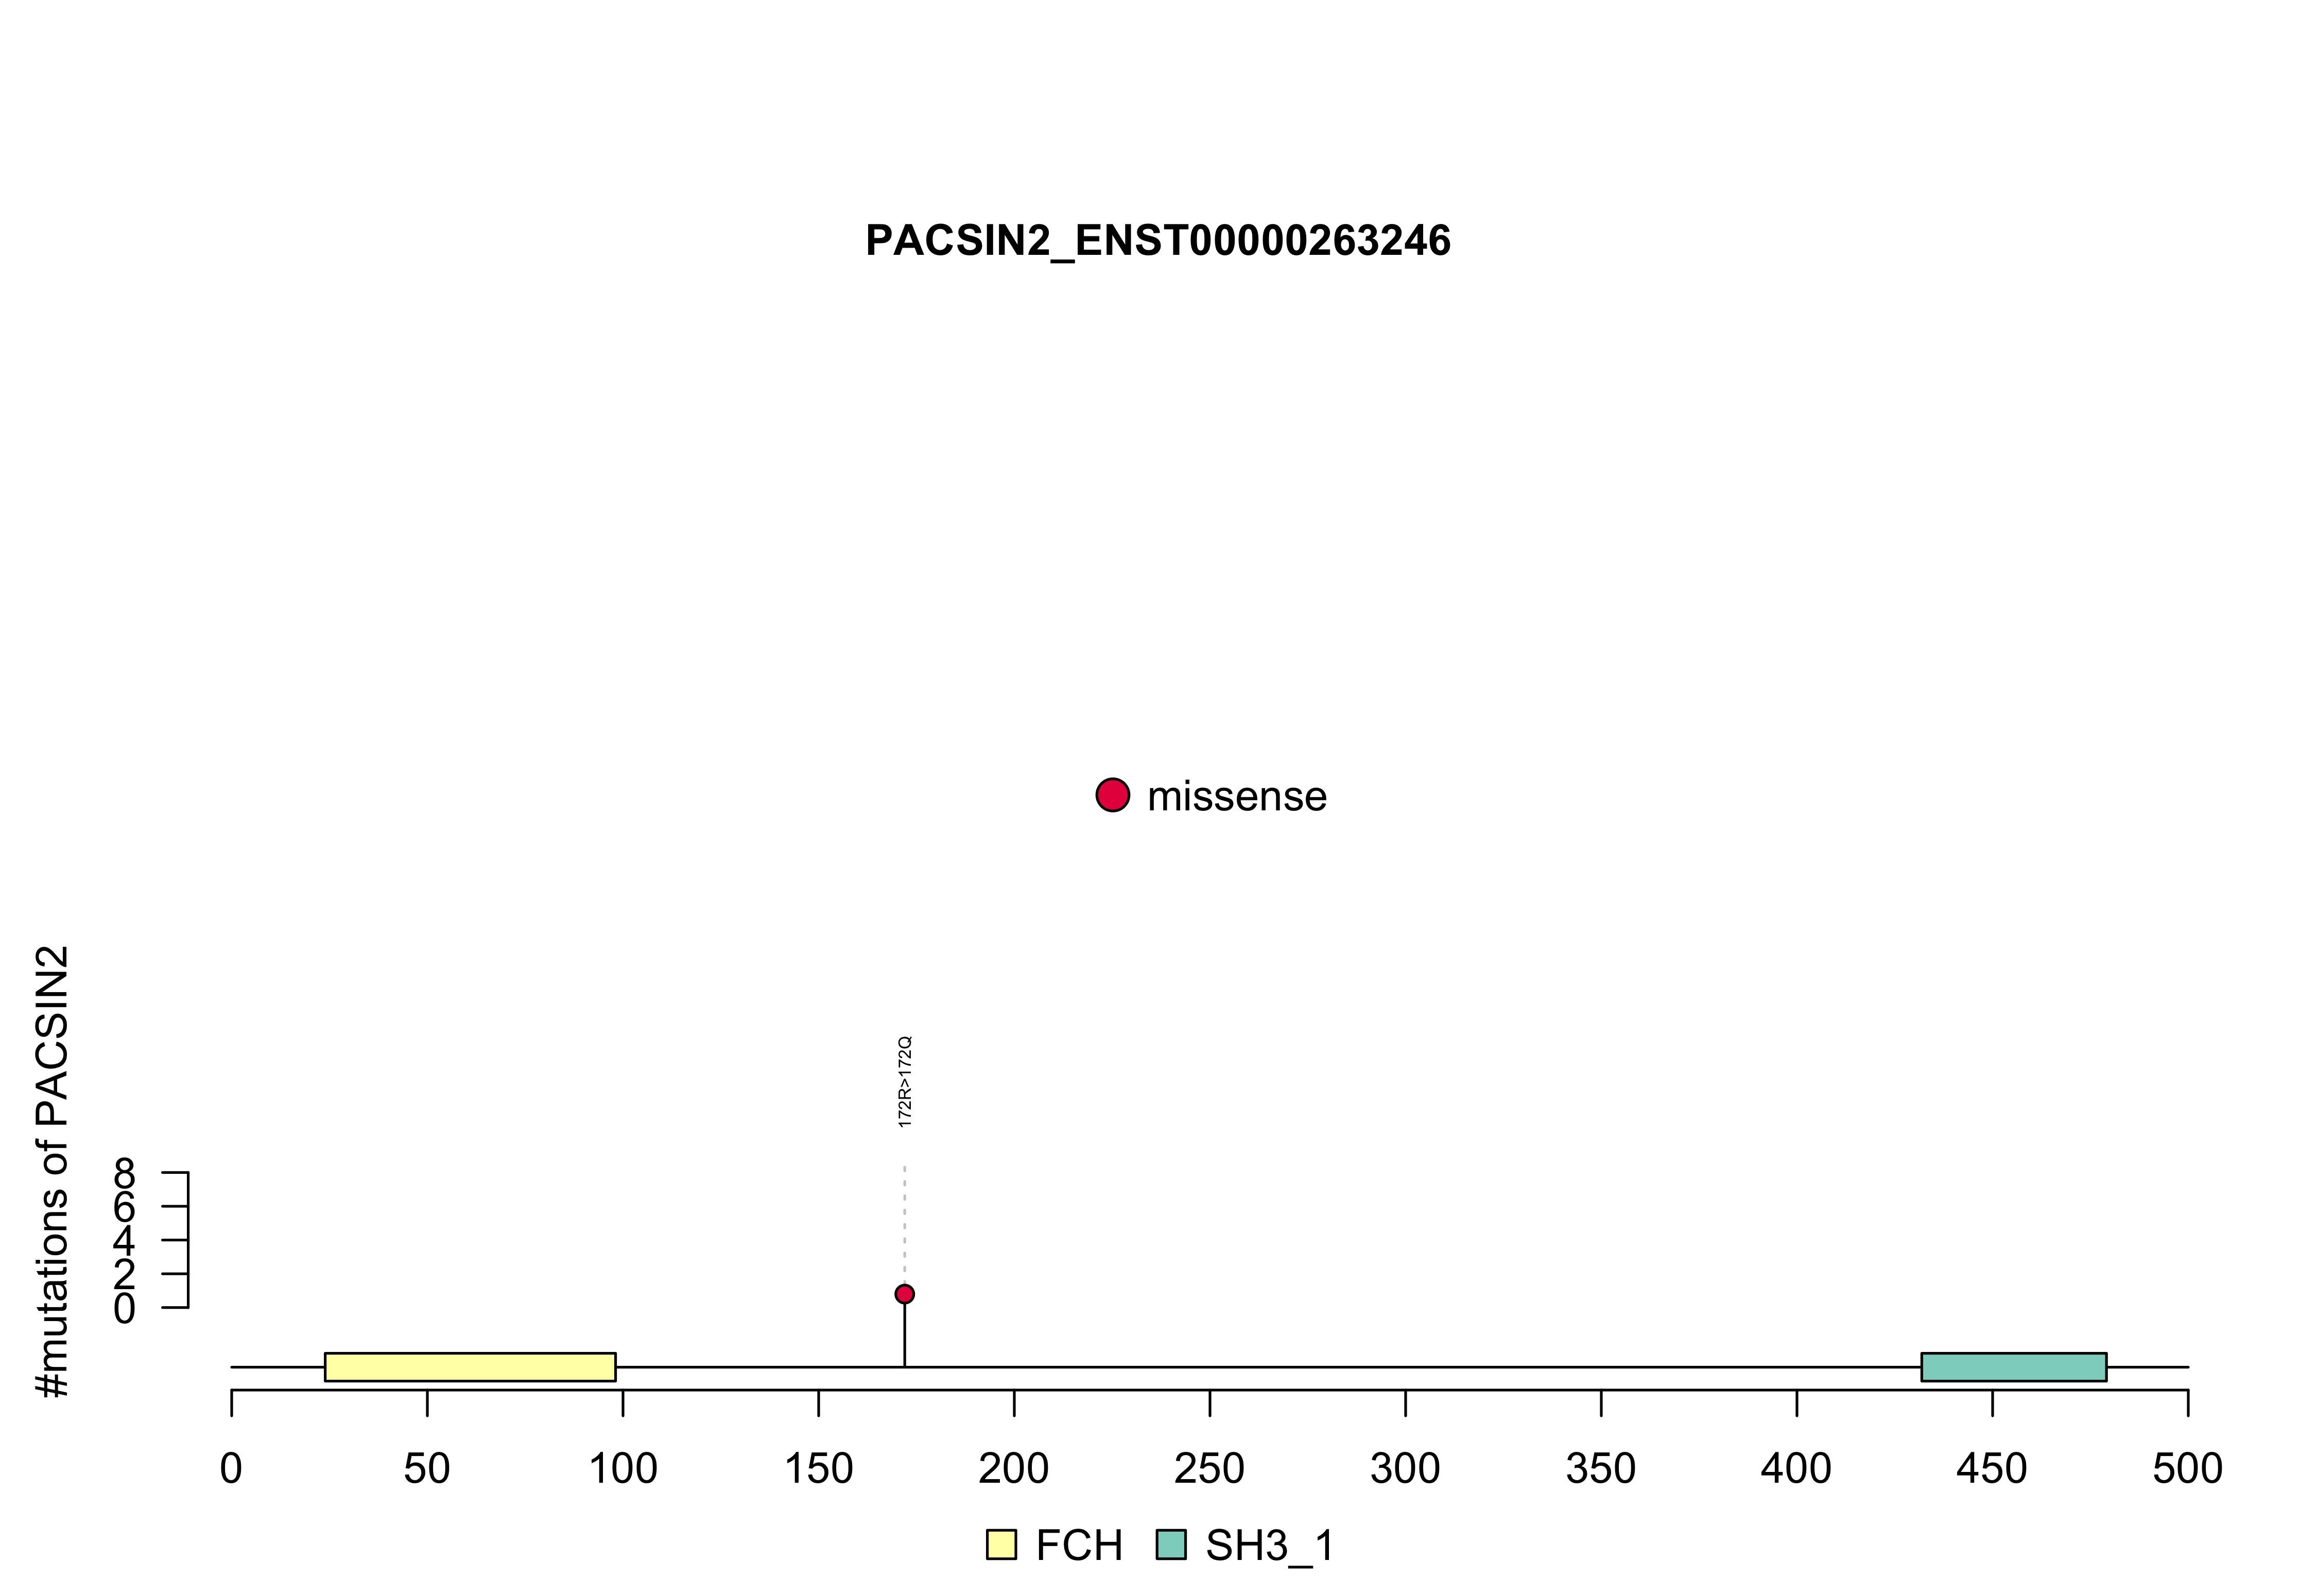 PACSIN2_ENST00000263246
missense
#mutations of PACSIN2
172R>172Q
8
6
4
2
0
0 50 100 150 200 250 300 350 400 450 500
FCH SH3_1